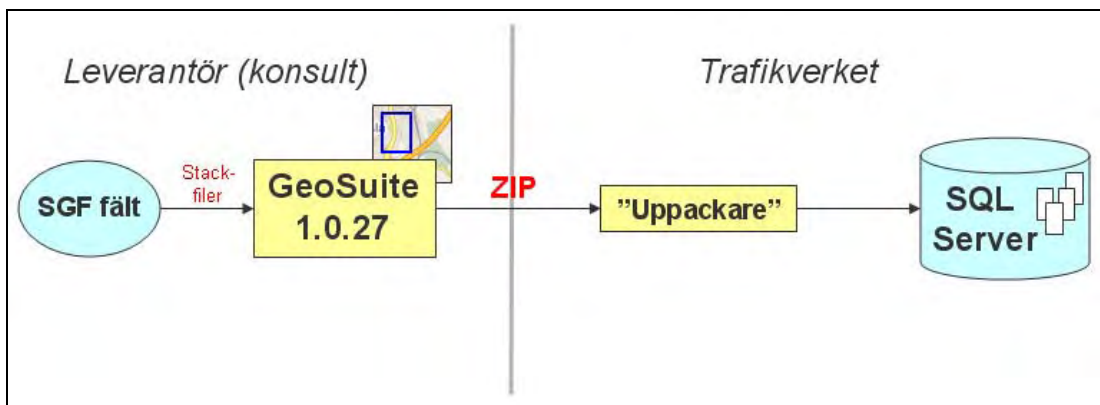 Leverantör (konsult)
Trafikverket
SGF fält
Stack-
filer
GeoSuite
1.0.27
ZIP
”Uppackare”
SQL
Server